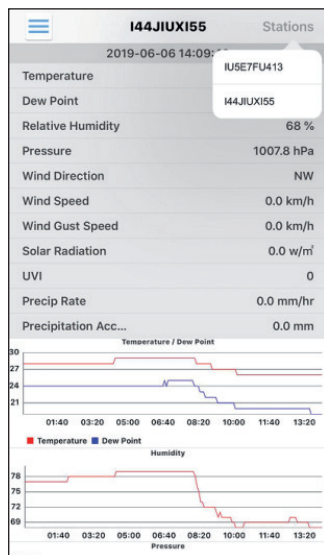 I44JIUXI55 Stations
2019-06-06 14:09:
IU5E7FU413
I44JIUXI55
Temperature
Dew Point
Relative Humidity 68 %
Pressure 1007.8 hPa
Wind Direction NW
Wind Speed 0.0 km/h
Wind Gust Speed 0.0 km/h
Solar Radiation 0.0 w/㎡
UVI 0
Precip Rate 0.0 mm/hr
Precipitation Acc... 0.0 mm
Temperature / Dew Point
30
27
24
21
01:40 03:20 05:00 06:40 08:20 10:00 11:40 13:20
Temperature Dew Point
Humidity
78
75
72
69
01:40 03:20 05:00 06:40 08:20 10:00 11:40 13:20
Pressure